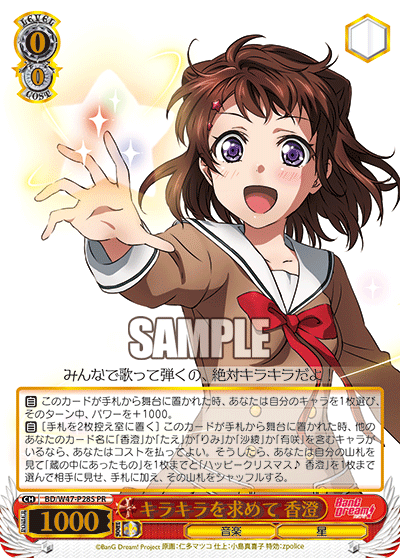 LEVEL
0
0
COST
SAMPLE
みんなで歌って弾くの、絶対キラキラだよ!
自 このカードが手札から舞台に置かれた時、あなたは自分のキャラを1枚選び、
そのターン中、パワーを+1000。
自 [手札を2枚控室に置く] このカードが手札から舞台に置かれた時、他の
あなたのカード名に「香澄」か「たえ」か「りみ」か「沙綾」か「有咲」を含むキャラが
いるなら、あなたはコストを払ってよい。そうしたら、あなたは自分の山札を
見て「蔵の中にあったもの」を1枚までと「ハッピークリスマス♪ 香澄」を1枚まで
選んで相手に見せ、手札に加え、その山札をシャッフルする。
CH BD/W47-P28S PR
1000
キラキラを求めて 香澄
BanG Dream!
音楽 星
©BanG Dream! Project 原画:仁多マツコ 仕上:小島真喜子 特効:zpolice